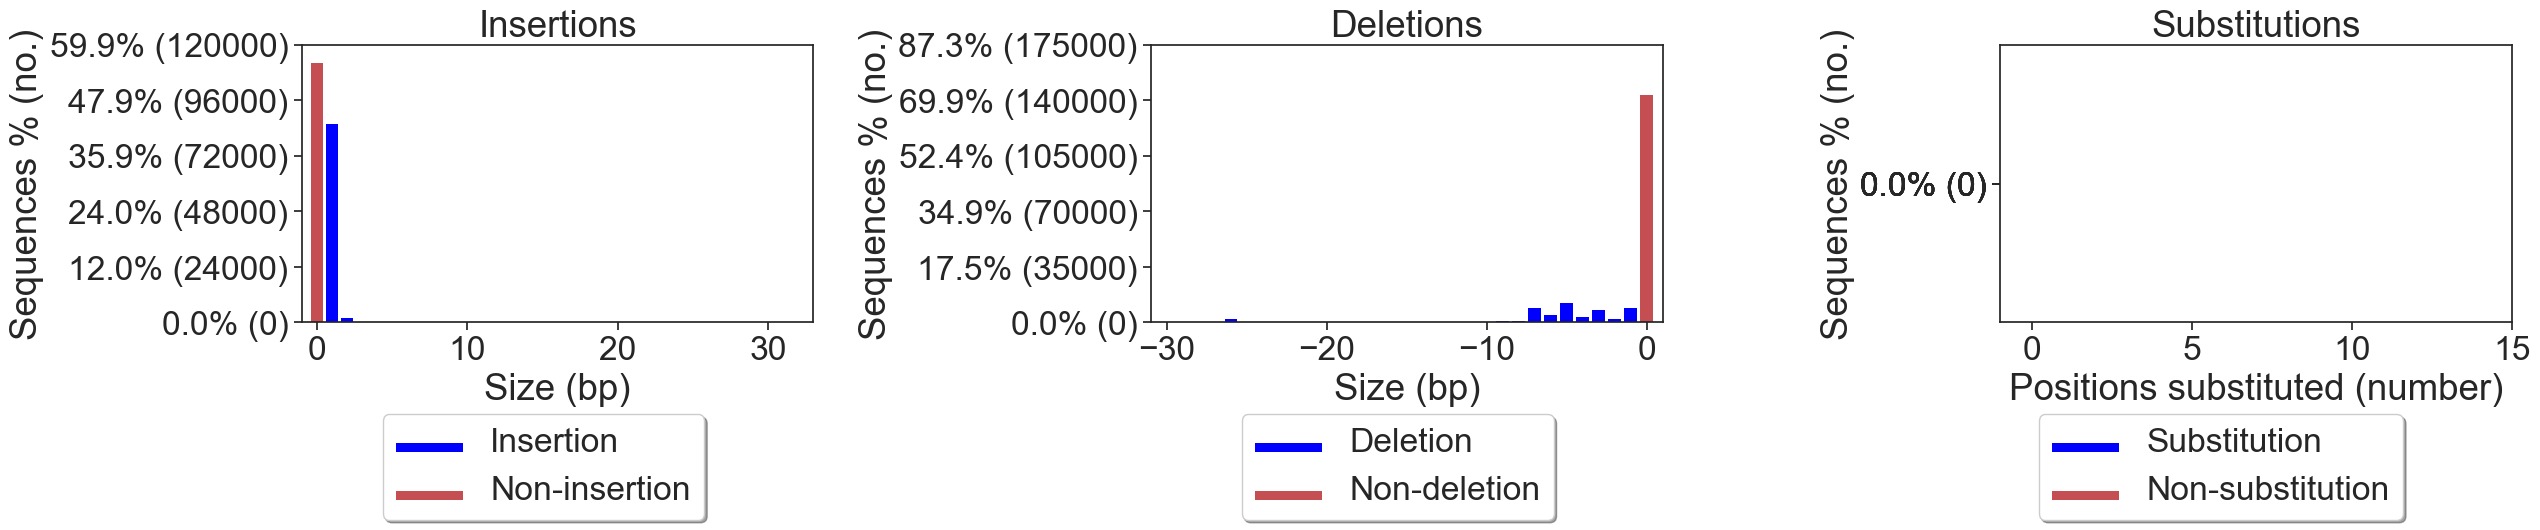 Insertions
Sequences % (no.)
59.9% (120000)
47.9% (96000)
35.9% (72000)
24.0% (48000)
12.0% (24000)
0.0% (0)
0 10 20 30
Size (bp)
Insertion
Non-insertion
Deletions
Sequences % (no.)
87.3% (175000)
69.9% (140000)
52.4% (105000)
34.9% (70000)
17.5% (35000)
0.0% (0)
−30 −20 −10 0
Size (bp)
Deletion
Non-deletion
Substitutions
Sequences % (no.)
0.0% (0)
0 5 10 15
Positions substituted (number)
Substitution
Non-substitution